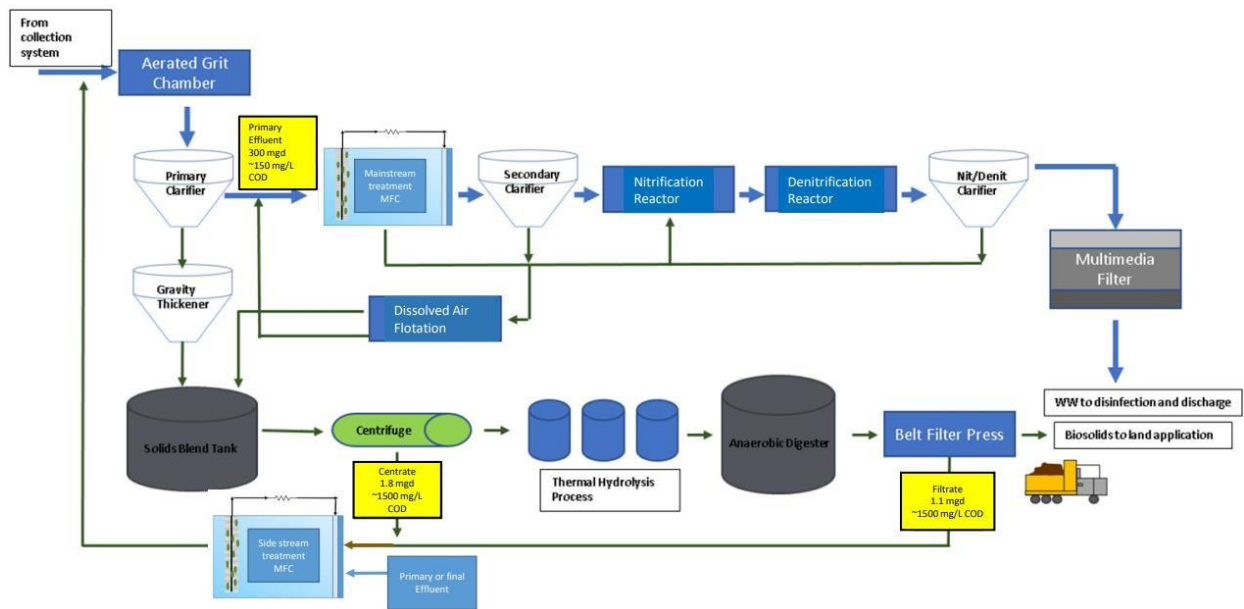 From
collection
system
Aerated Grit
Chamber
Primary
Effluent
300 mgd
~150 mg/L
COD
Primary
Clarifier
Mainstream
treatment
MFC
Secondary
Clarifier
Nitrification
Reactor
Denitrification
Reactor
Nit/Denit
Clarifier
Multimedia
Filter
Gravity
Thickener
Dissolved Air
Flotation
WW to disinfection and discharge
Solids Blend Tank
Centrifuge
Anaerobic Digester
Belt Filter Press
Biosolids to land application
Centrate
1.8 mgd
~1500 mg/L
COD
Thermal Hydrolysis
Process
Filtrate
1.1 mgd
~1500 mg/L COD
Side stream
treatment
MFC
Primary or final
Effluent